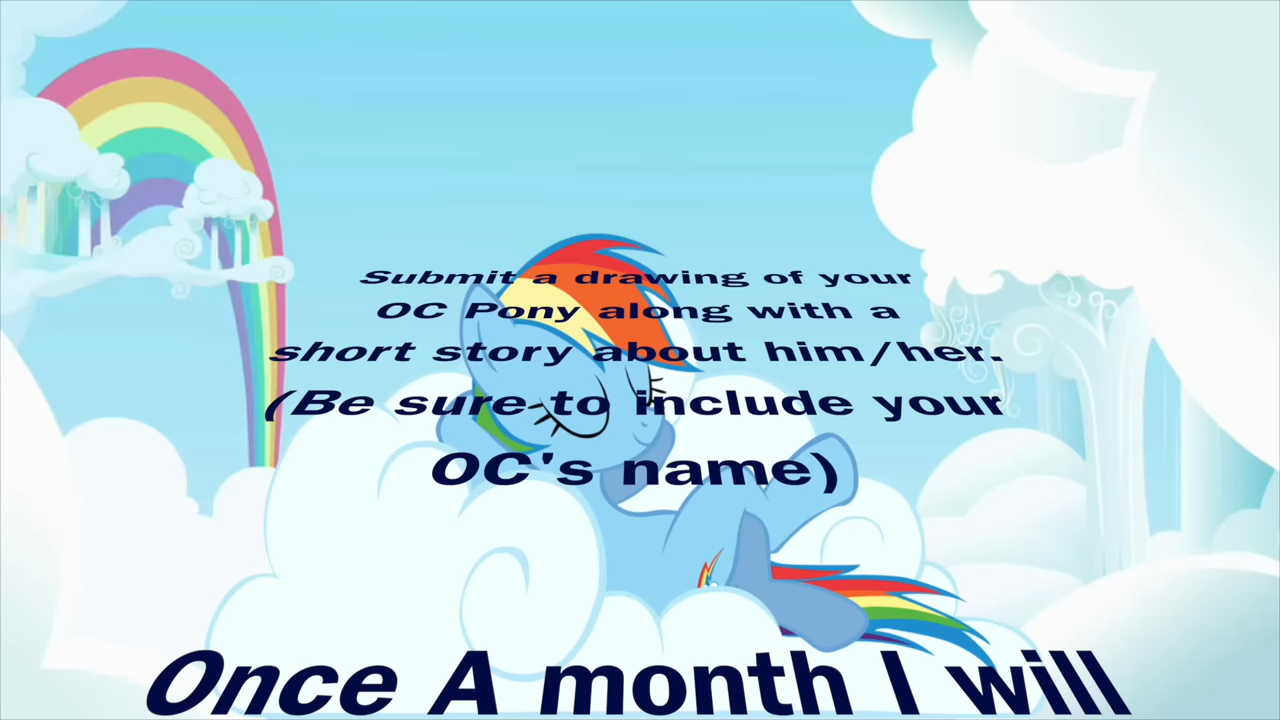 Submit a drawing of your
OC Pony along with a
short story about him/her.
(Be sure to include your
OC's name)
Once A month I will